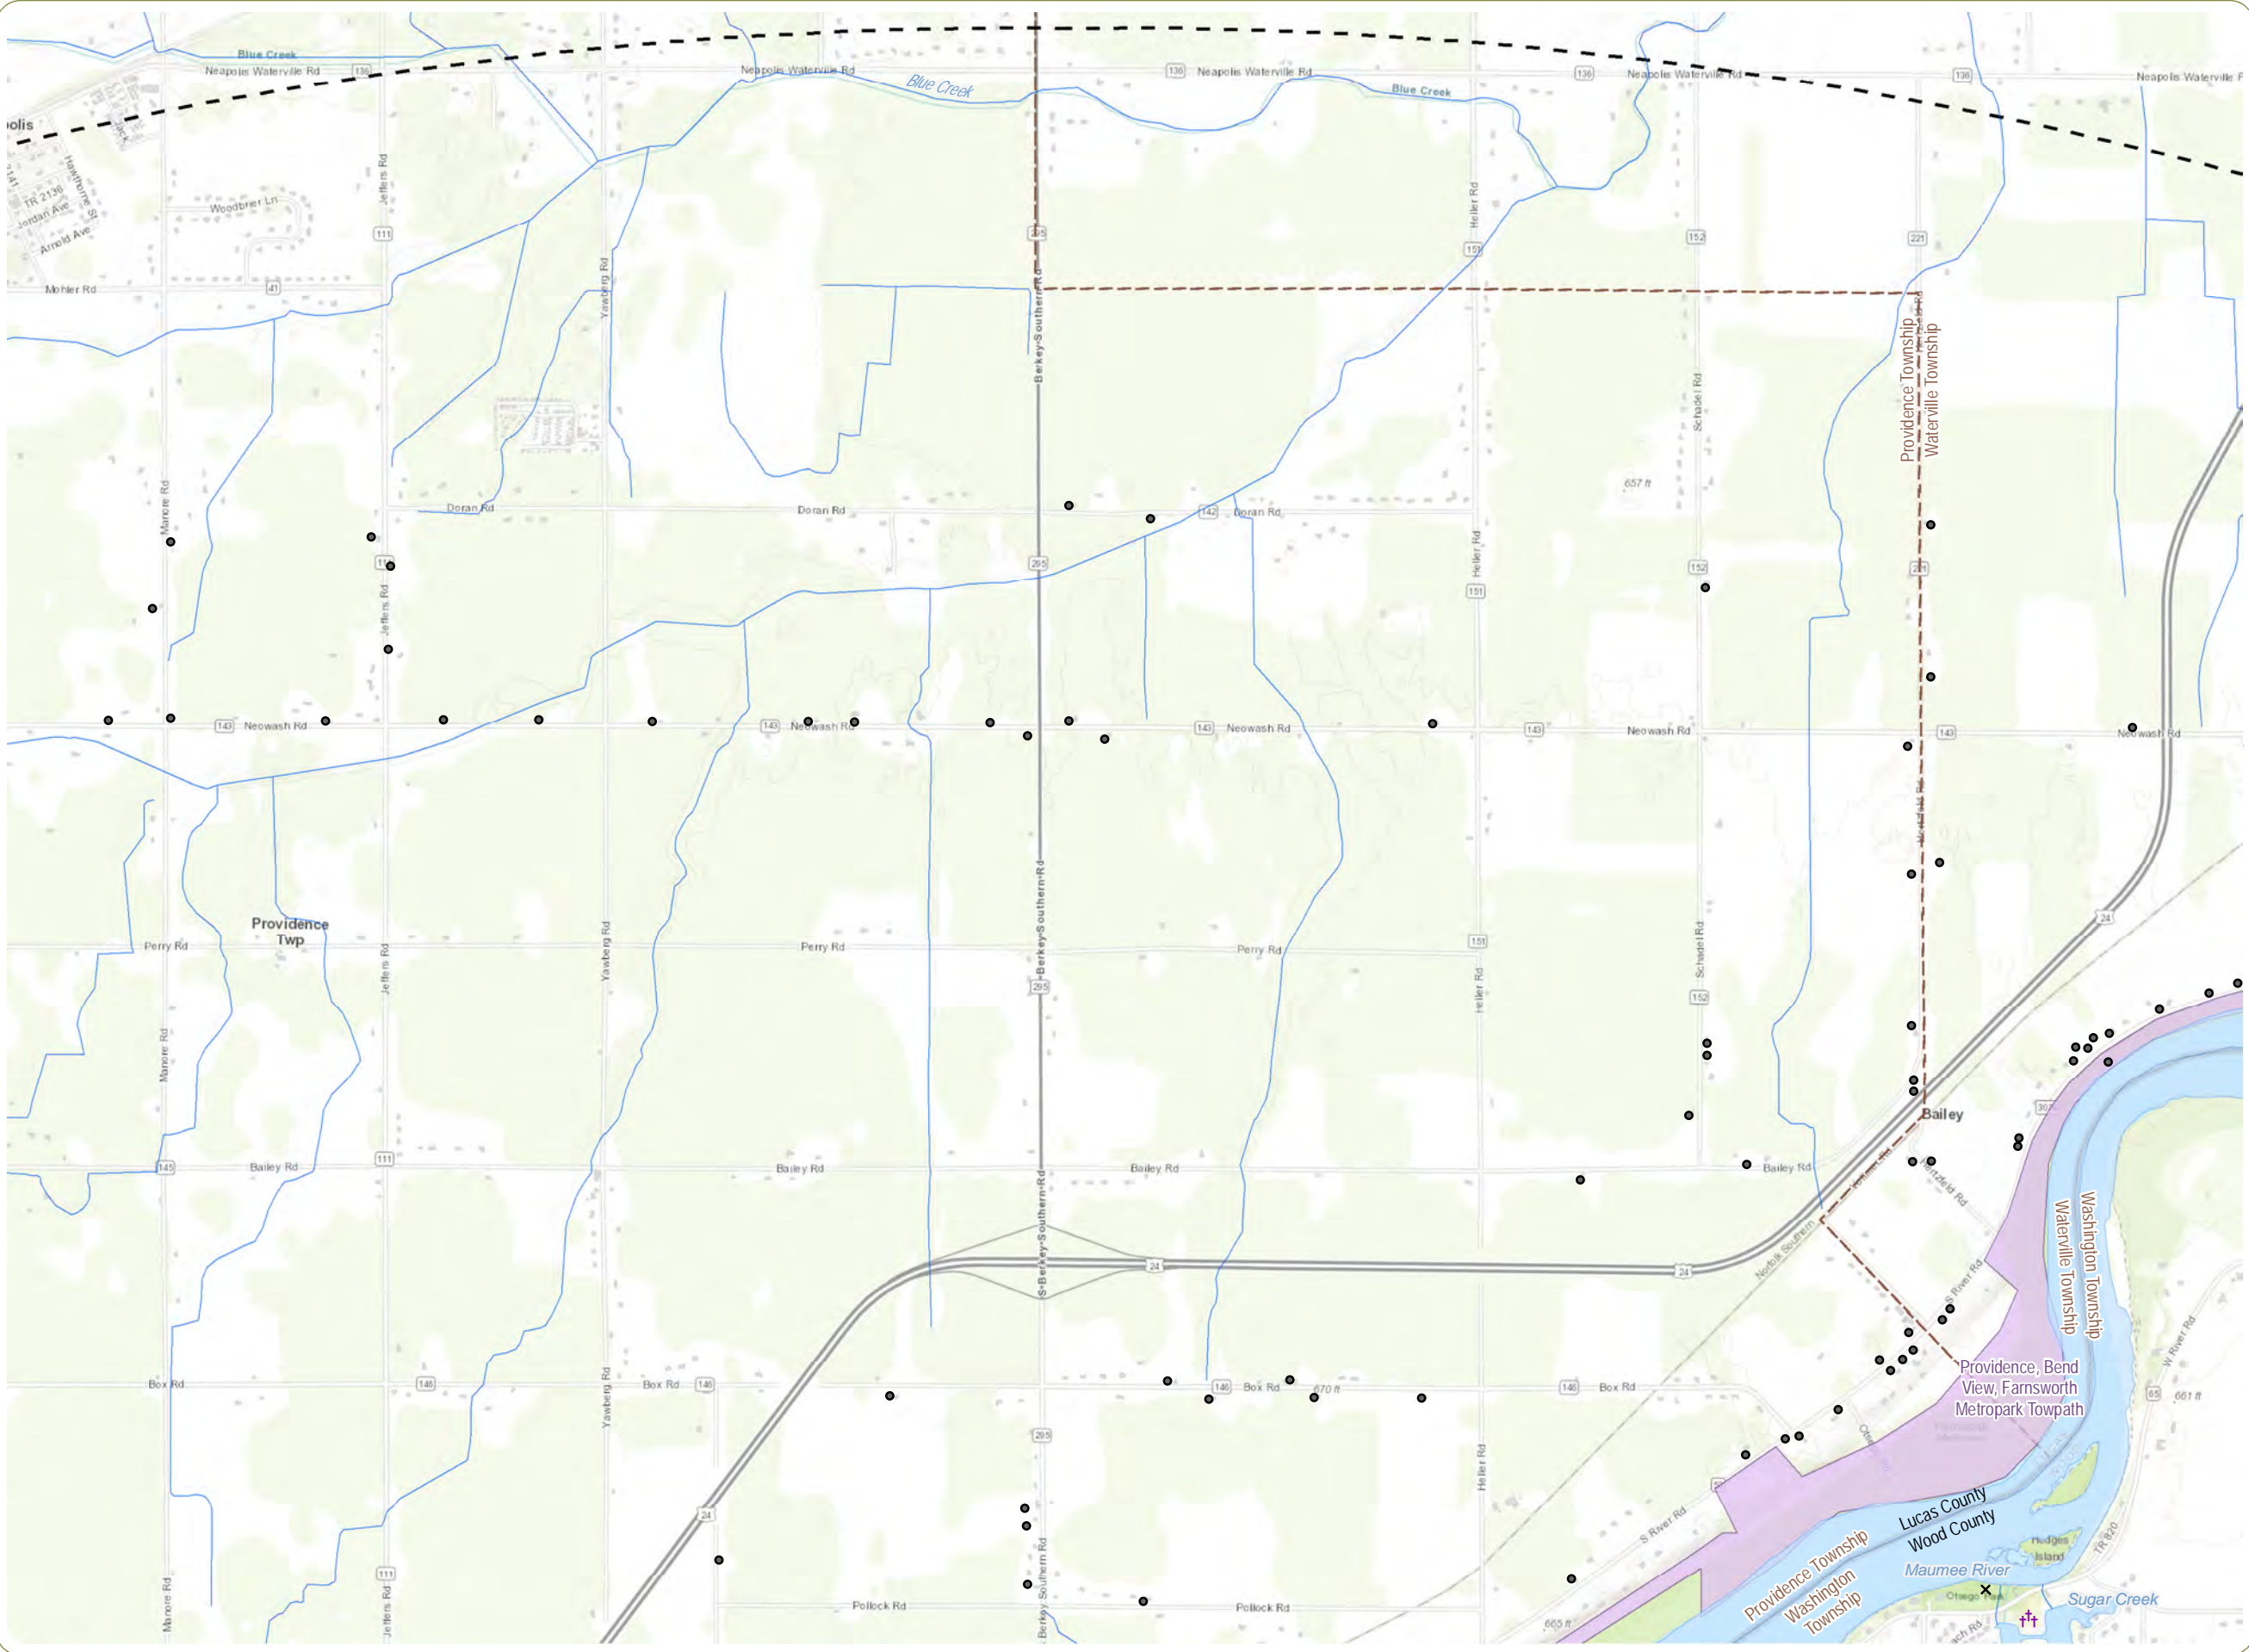 Blue Creek
Neapolis Waterville Rd
136
Neapolis Waterville Rd
Blue Creek
136
Neapolis Waterville Rd
Blue Creek
136
Neapolis Waterville Rd
136
Neapolis Waterville
olis
Jack
Hawthorne St
TR 2136
Jordan Ave
Arnold Ave
Woodbrier Ln
Jeffers Rd
111
Mohler Rd
41
Yawberg Rd
295
Berkey-Southern-Rd
Heller Rd
151
152
221
Schadel Rd
Providence Township
Waterville Township
657 ft
Manore Rd
Doran Rd
Doran Rd
142
Doran Rd
111
Jeffers Rd
295
Heller Rd
151
152
221
143
Neowash Rd
143
Neowash Rd
143
Neowash Rd
143
Neowash Rd
143
Neowash Rd
Providence
Twp
Perry Rd
Jeffers Rd
Yawberg Rd
Perry Rd
S-Berkey-Southern-Rd
295
Perry Rd
151
Heller Rd
Schadel Rd
152
24
Manore Rd
Bailey
145
Bailey Rd
111
Bailey Rd
Bailey Rd
Bailey Rd
Norfolk Southern
S-Berkey-Southern-Rd
24
24
S River Rd
Waterville Township
Washington Township
W River Rd
Box Rd
146
Yawberg Rd
Box Rd
146
146
Box Rd
670 ft
146
Box Rd
Providence, Bend
View, Farnsworth
Metropark Towpath
65
661 ft
295
Heller Rd
24
S River Rd
Lucas County
Wood County
Providence Township
Washington
Township
Maumee River
Hedges
Island
TR 820
Otsego Park
Sugar Creek
Manore Rd
111
Jeffers Rd
Pollock Rd
Berkey Southern Rd
Pollock Rd
665 ft